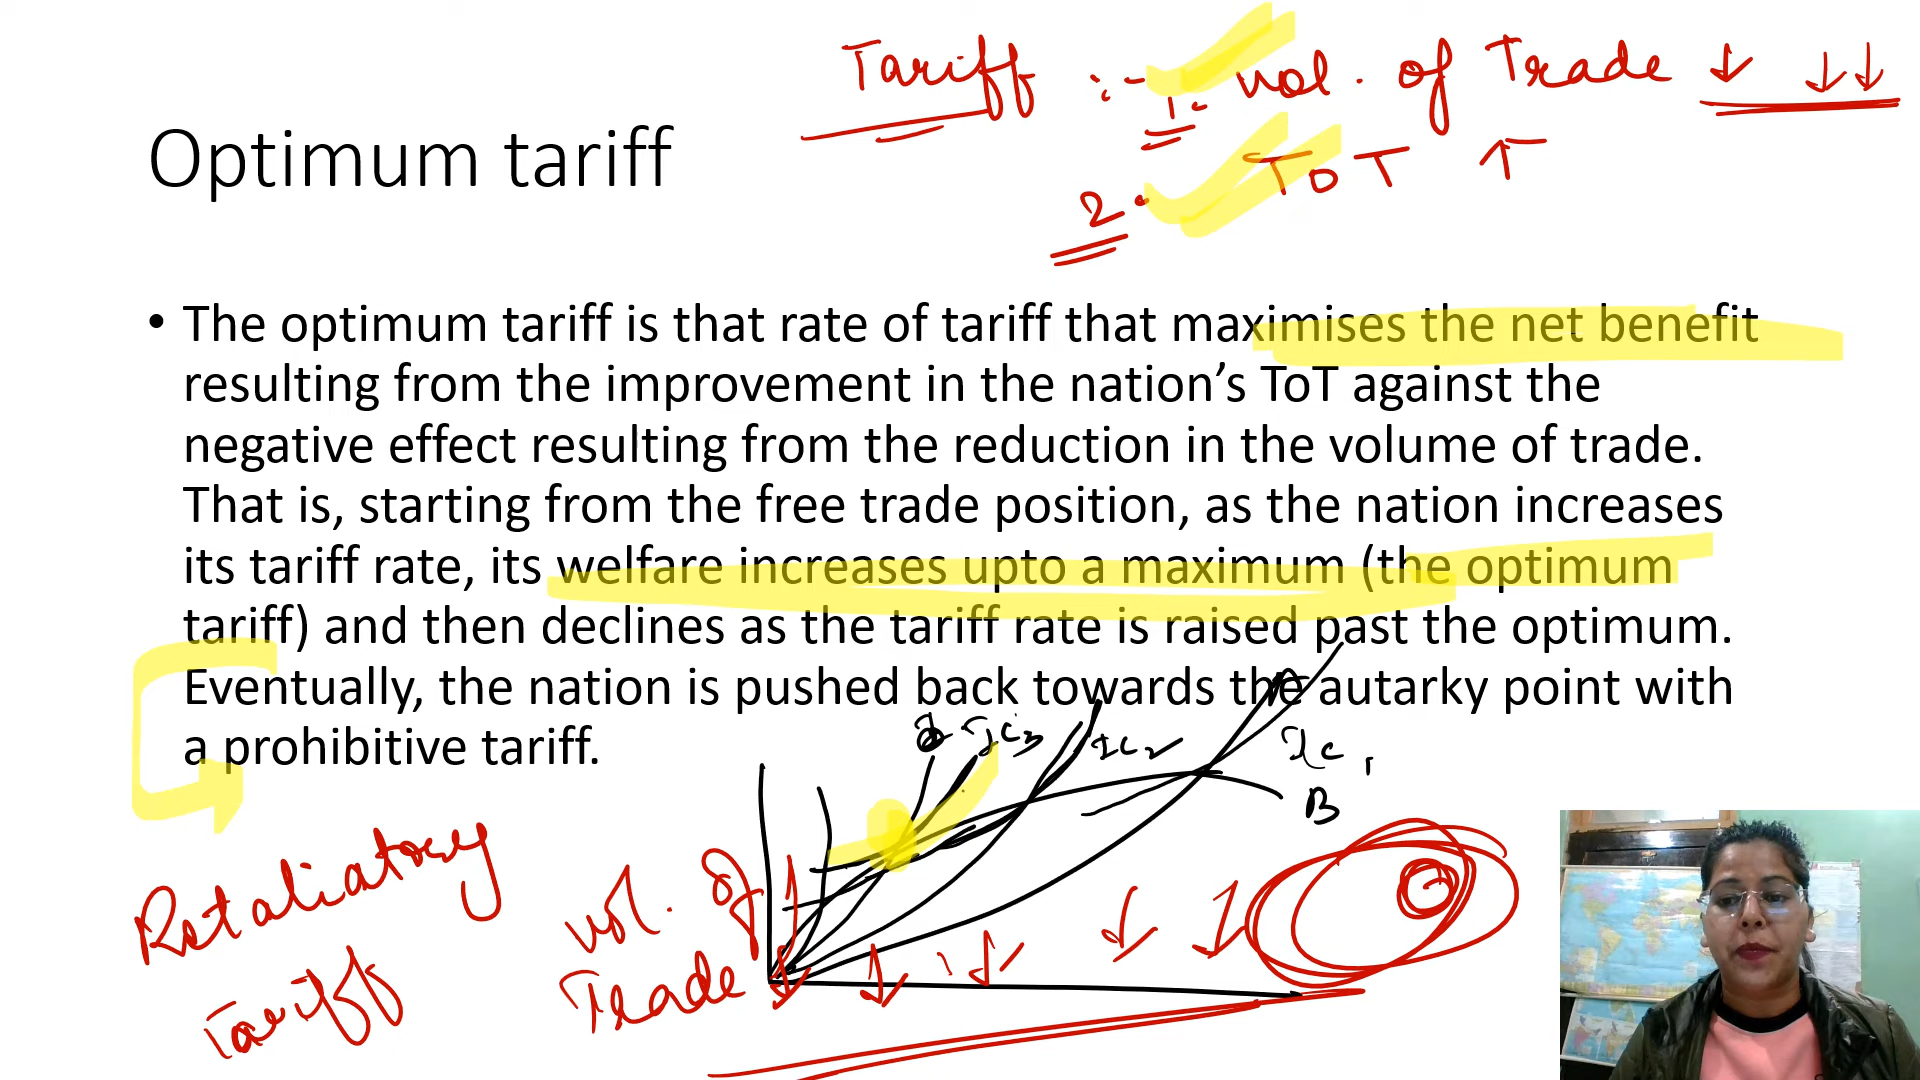 Tariff :- 1. Vol. of Trade ↓ ↓↓
2. ToT ↑
Optimum tariff
• The optimum tariff is that rate of tariff that maximises the net benefit
resulting from the improvement in the nation's ToT against the
negative effect resulting from the reduction in the volume of trade.
That is, starting from the free trade position, as the nation increases
its tariff rate, its welfare increases upto a maximum (the optimum
tariff) and then declines as the tariff rate is raised past the optimum.
Eventually, the nation is pushed back towards the autarky point with
a prohibitive tariff.
IC3 IC2 IC1
B
Retaliatory
Tariff
Vol. of
Trade ↓ ↓ ↓ ↓ ↓